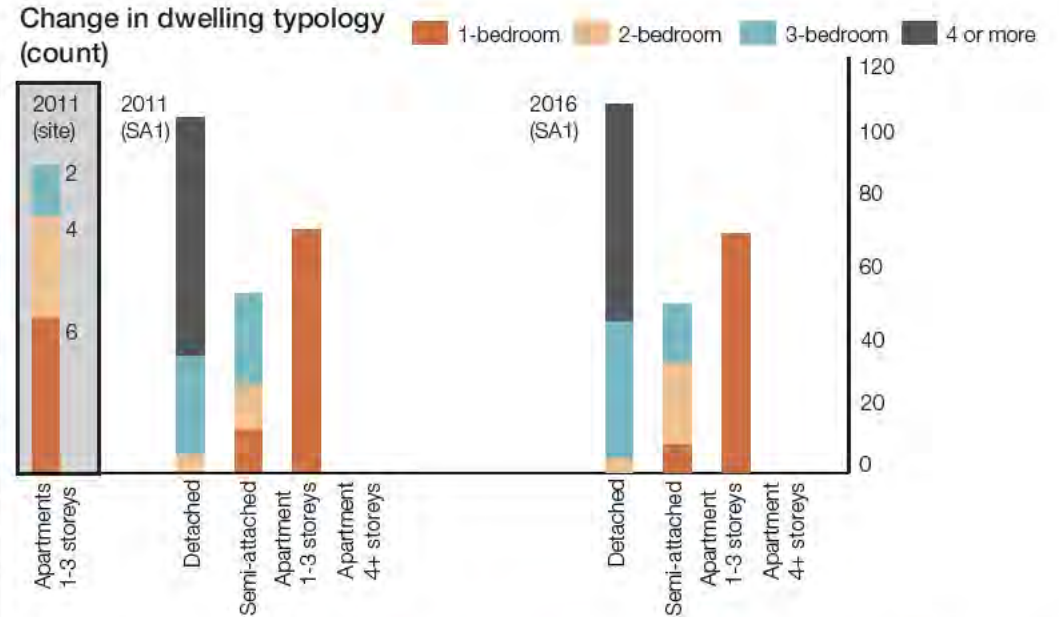 Change in dwelling typology
(count)
1-bedroom
2-bedroom
3-bedroom
4 or more
2011
(site)
2011
(SA1)
2016
(SA1)
2
4
6
120
100
80
60
40
20
0
Apartments
1-3 storeys
Detached
Semi-attached
Apartment
1-3 storeys
Apartment
4+ storeys
Detached
Semi-attached
Apartment
1-3 storeys
Apartment
4+ storeys